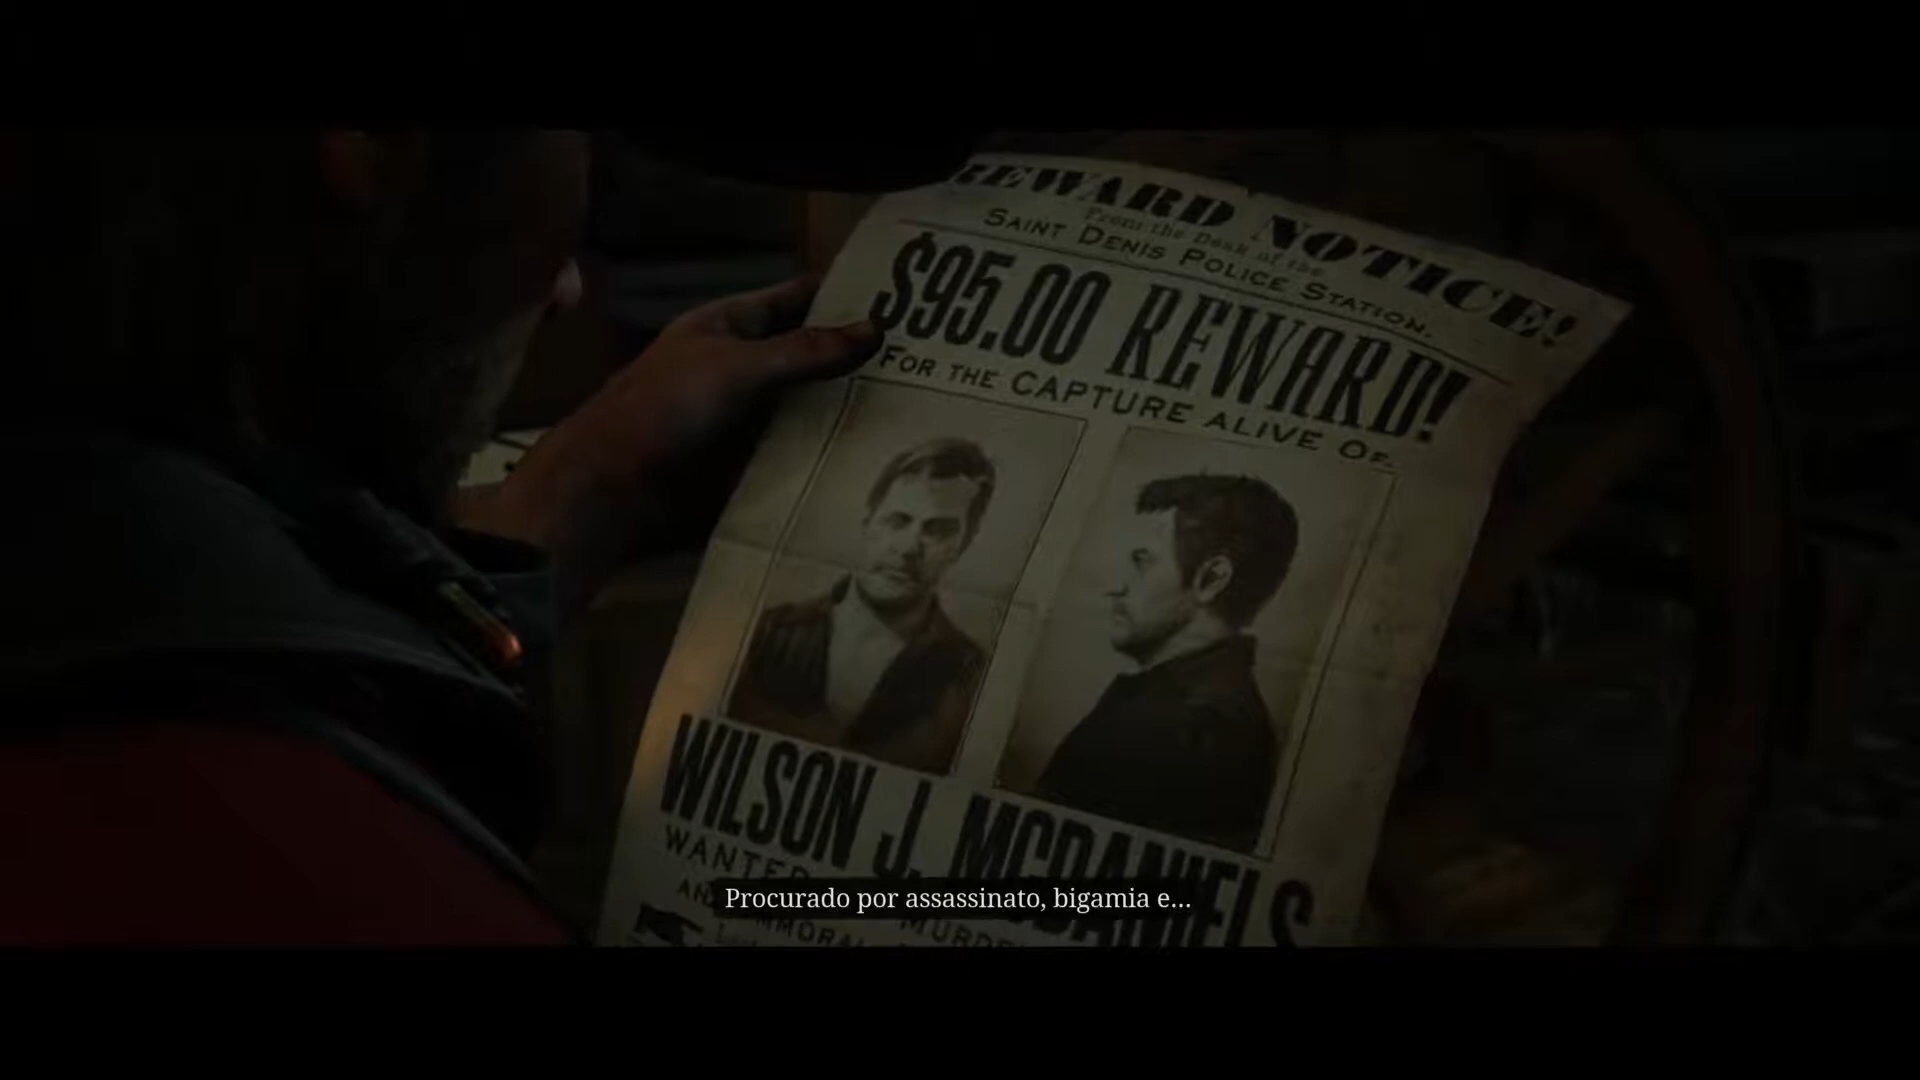 REWARD NOTICE!
From the Desk of the
SAINT DENIS POLICE STATION.
$95.00 REWARD!
FOR THE CAPTURE ALIVE OF.
WILSON J. MCDANIELS
WANTED
Procurado por assassinato, bigamia e...